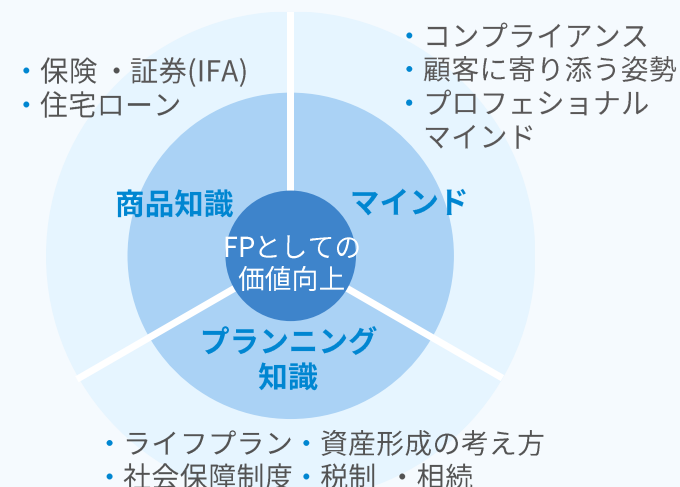 ・保険 ・証券(IFA)
・住宅ローン
・コンプライアンス
・顧客に寄り添う姿勢
・プロフェショナル
マインド
商品知識
マインド
FPとしての
価値向上
プランニング
知識
・ライフプラン・資産形成の考え方
・社会保障制度・税制 ・相続